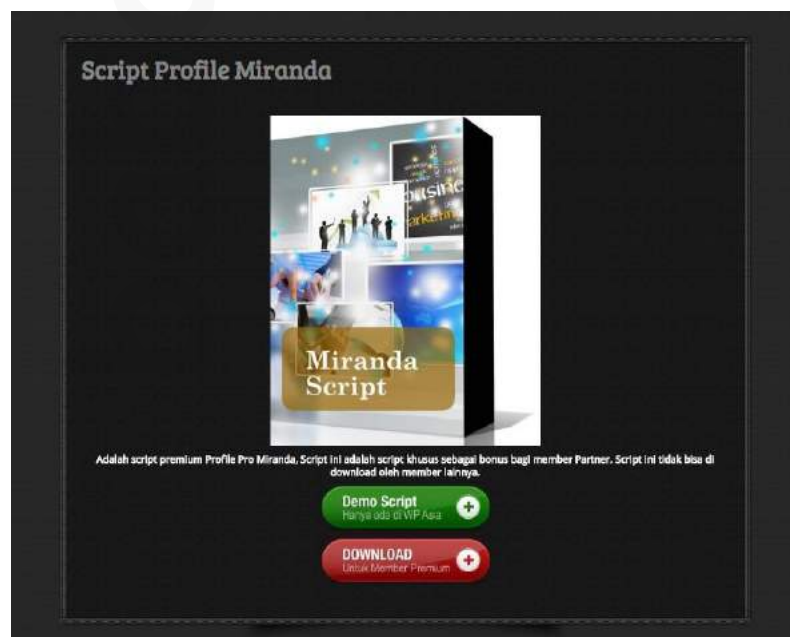 Script Profile Miranda
Miranda
Script
Adalah script premium Profile Pro Miranda, Script ini adalah script khusus sebagai bonus bagi member Partner. Script ini tidak bisa di
download oleh member lainnya.
Demo Script
Hanya ada di WP Asia
DOWNLOAD
Untuk Member Premium